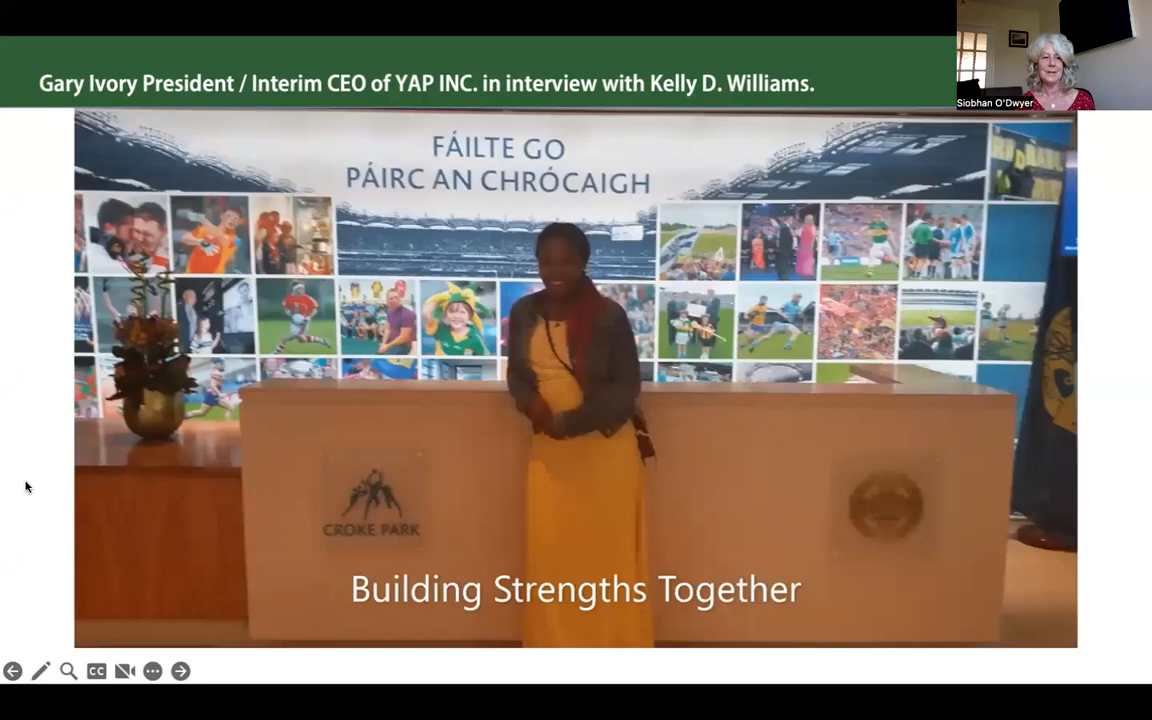 Gary Ivory President / Interim CEO of YAP INC. in interview with Kelly D. Williams.
Siobhan O'Dwyer
FÁILTE GO
PÁIRC AN CHRÓCAIGH
CROKE PARK
Building Strengths Together
CC